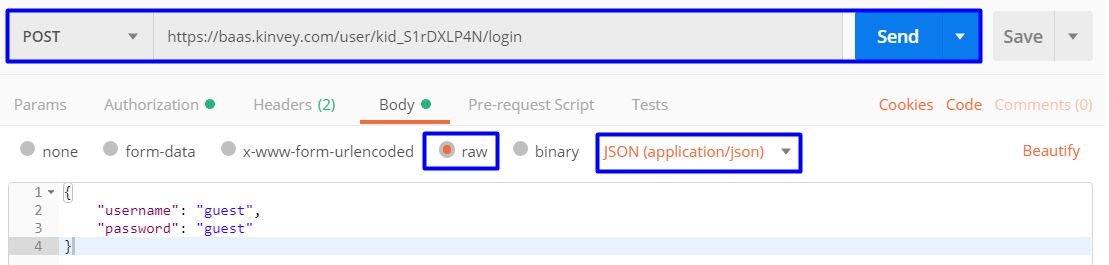 POST https://baas.kinvey.com/user/kid_S1rDXLP4N/login Send Save
Params Authorization Headers (2) Body Pre-request Script Tests Cookies Code Comments (0)
none form-data x-www-form-urlencoded raw binary JSON (application/json) Beautify
1 {
2 "username": "guest",
3 "password": "guest"
4 }